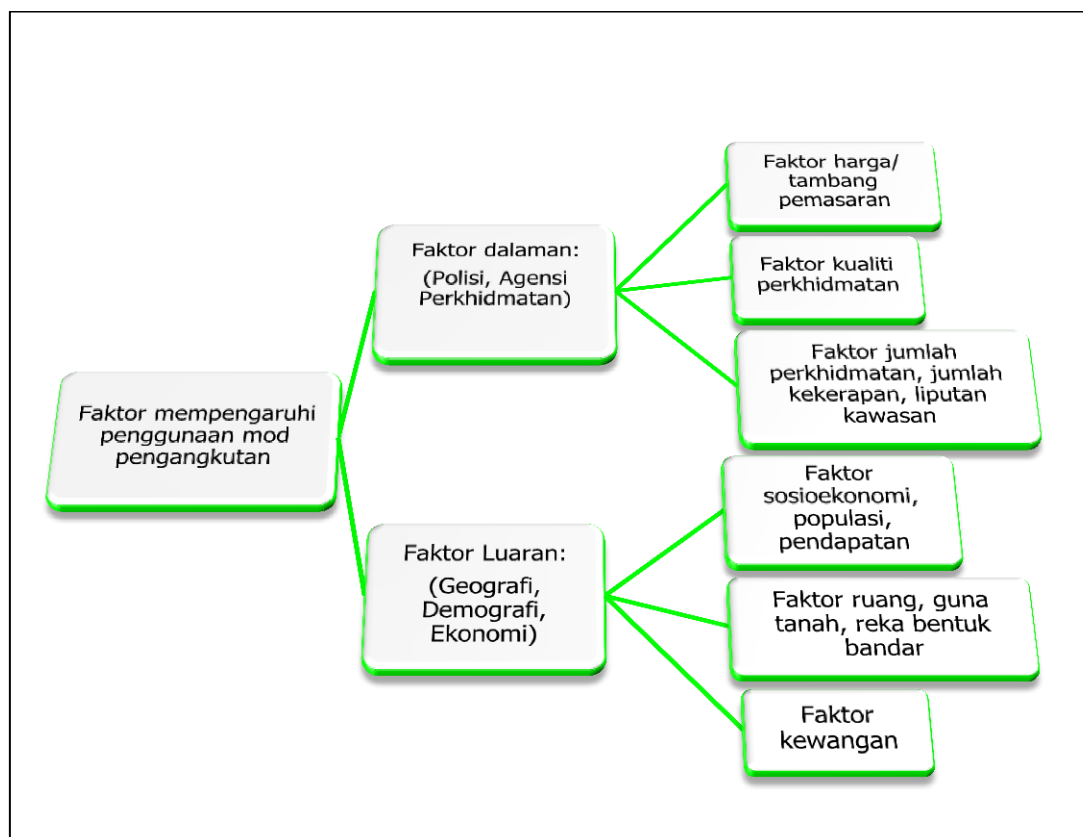 Faktor mempengaruhi
penggunaan mod
pengangkutan
Faktor dalaman:
(Polisi, Agensi
Perkhidmatan)
Faktor harga/
tambang
pemasaran
Faktor kualiti
perkhidmatan
Faktor jumlah
perkhidmatan, jumlah
kekerapan, liputan
kawasan
Faktor Luaran:
(Geografi,
Demografi,
Ekonomi)
Faktor
sosioekonomi,
populasi,
pendapatan
Faktor ruang, guna
tanah, reka bentuk
bandar
Faktor
kewangan